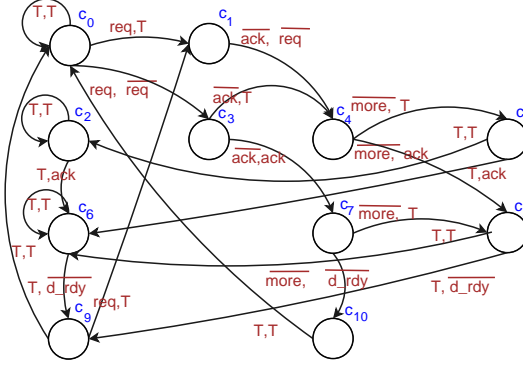 T,T
c0
req,T
c1
ack, req
req, req
ack,T
c2
T,T
c3
c4
more, T
c
T,T
more, ack
ack,ack
T,ack
T,ack
T,T
c6
c7
more, T
c
T,T
T,T
more, d_rdy
T, d_rdy
T, d_rdy
c9
req,T
c10
T,T